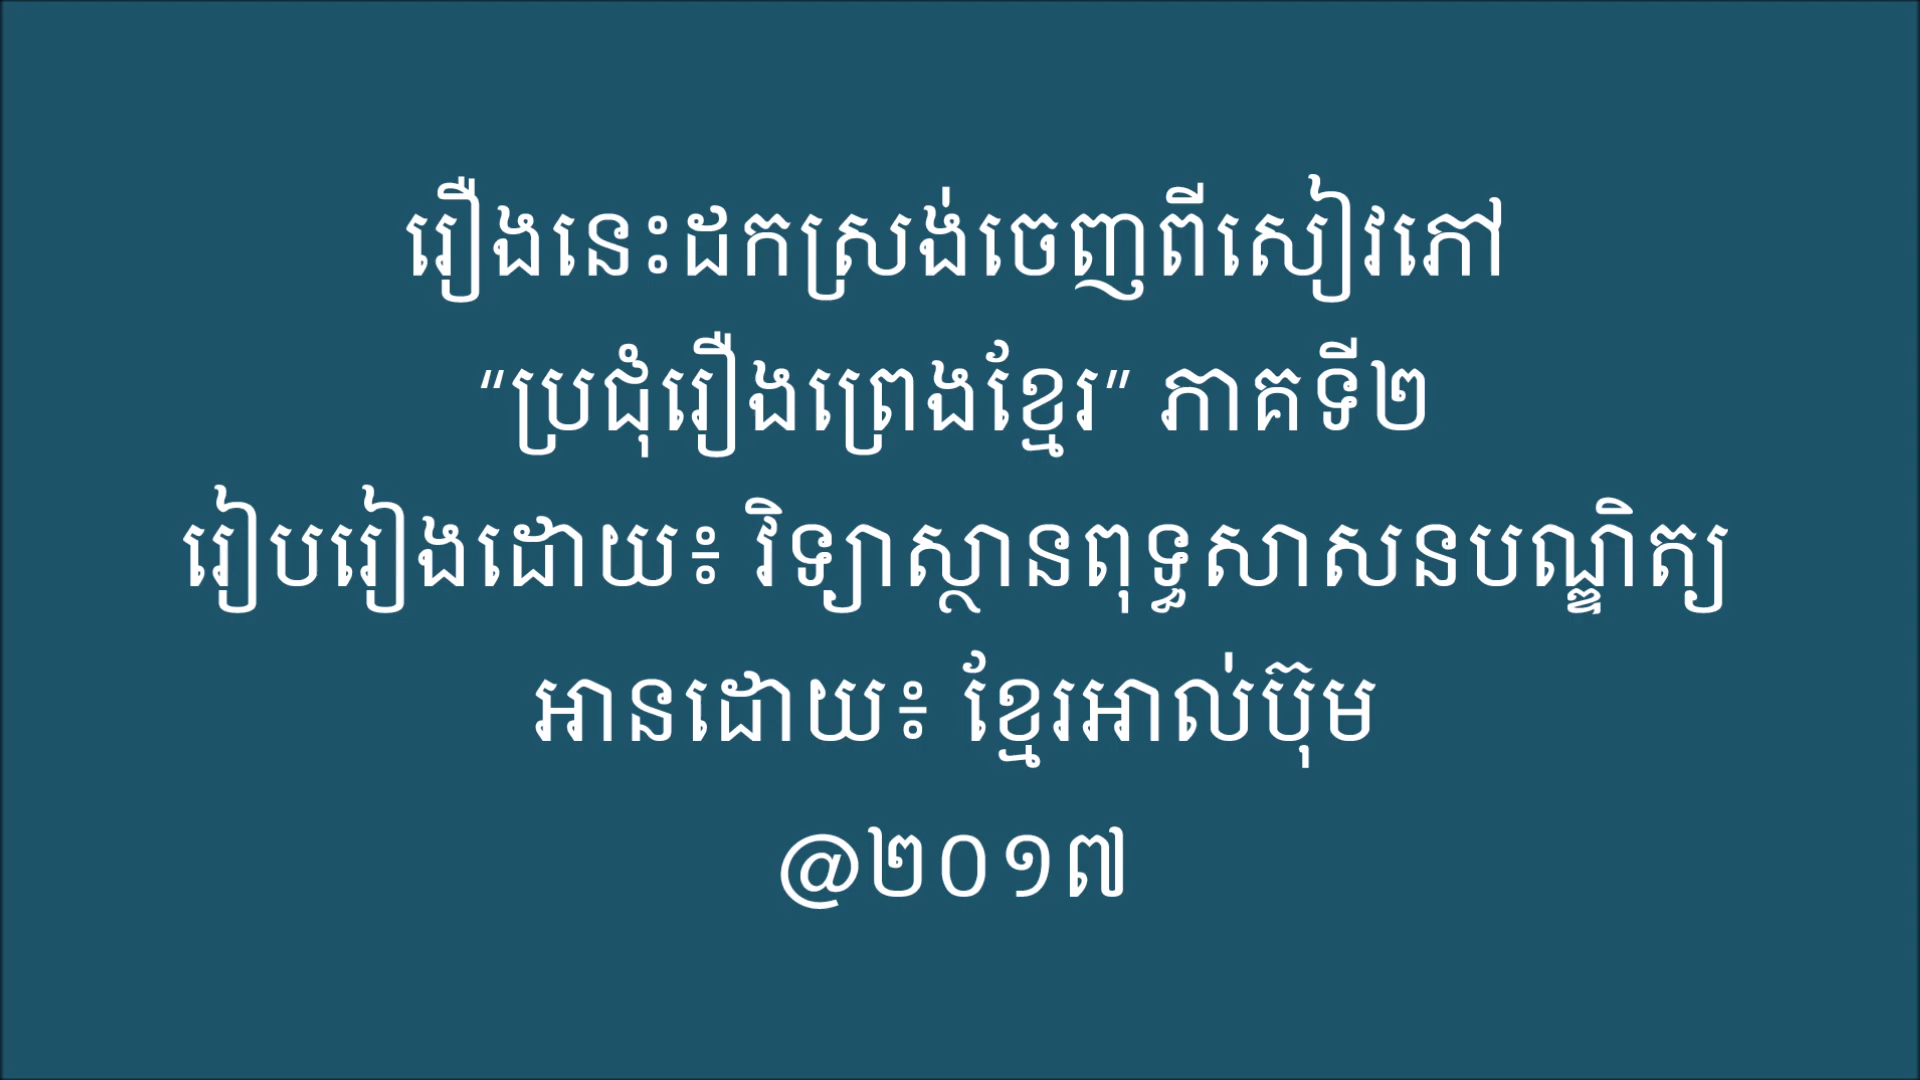 រឿងនេះដកស្រង់ចេញពីសៀវភៅ
“ប្រជុំរឿងព្រេងខ្មែរ” ភាគទី២
រៀបរៀងដោយ៖ វិទ្យាស្ថានពុទ្ធសាសនបណ្ឌិត្យ
អានដោយ៖ ខ្មែរអាល់ប៊ុម
@២០១៧